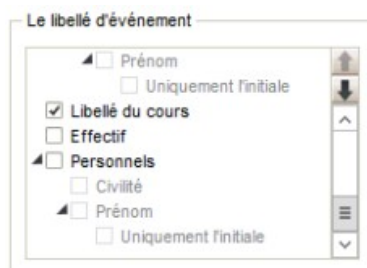 Le libellé d'événement
Prénom
Uniquement l'initiale
Libellé du cours
Effectif
Personnels
Civilité
Prénom
Uniquement l'initiale